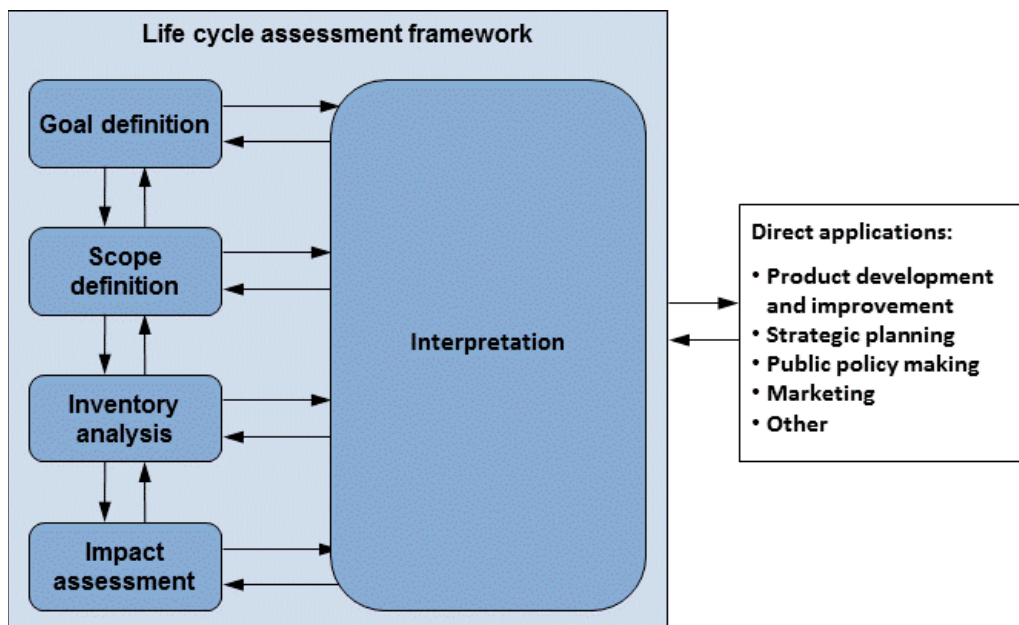 Life cycle assessment framework
Goal definition
Scope
definition
Inventory
analysis
Impact
assessment
Interpretation
Direct applications:
• Product development
and improvement
• Strategic planning
• Public policy making
• Marketing
• Other